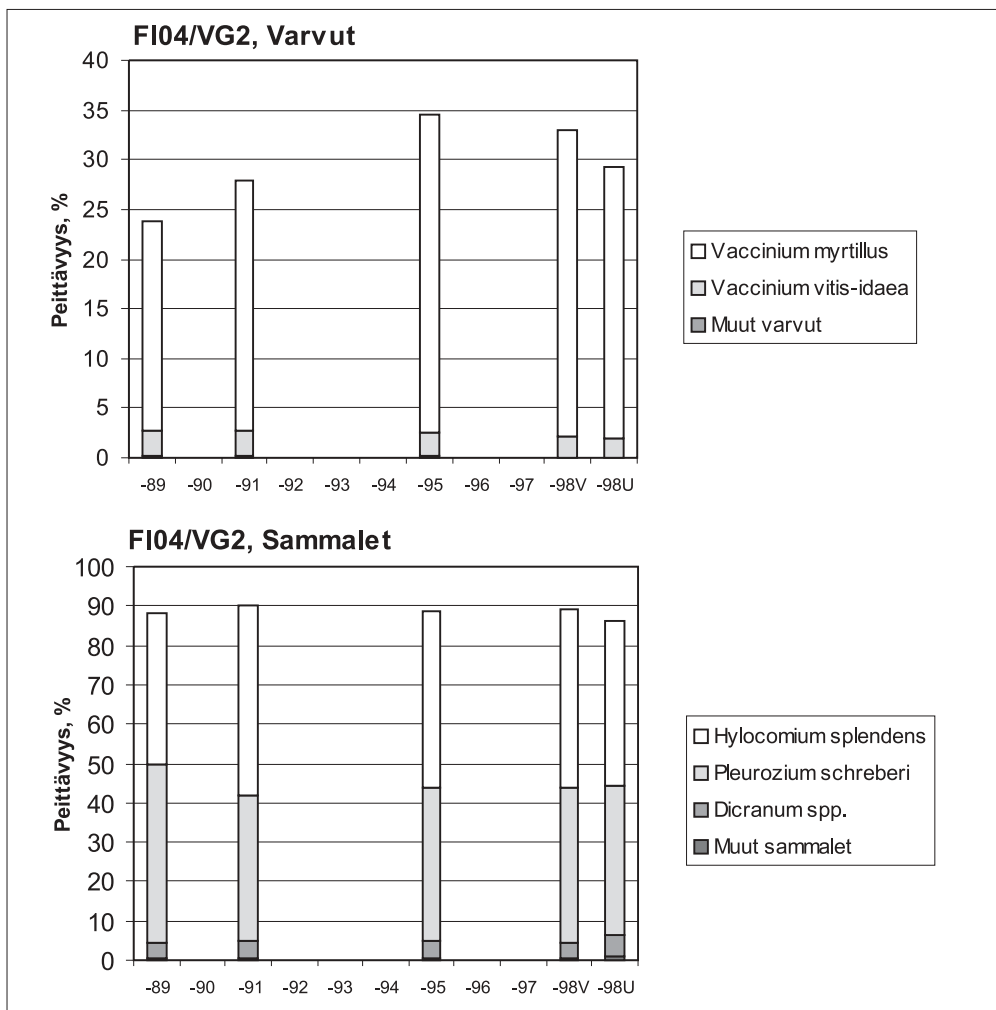 FI04/VG2, Varvut
40
35
30
25
20
15
10
5
0
Peittävyys, %
-89 -90 -91 -92 -93 -94 -95 -96 -97 -98V -98U
Vaccinium myrtillus
Vaccinium vitis-idaea
Muut varvut
FI04/VG2, Sammalet
100
90
80
70
60
50
40
30
20
10
0
Peittävyys, %
-89 -90 -91 -92 -93 -94 -95 -96 -97 -98V -98U
Hylocomium splendens
Pleurozium schreberi
Dicranum spp.
Muut sammalet